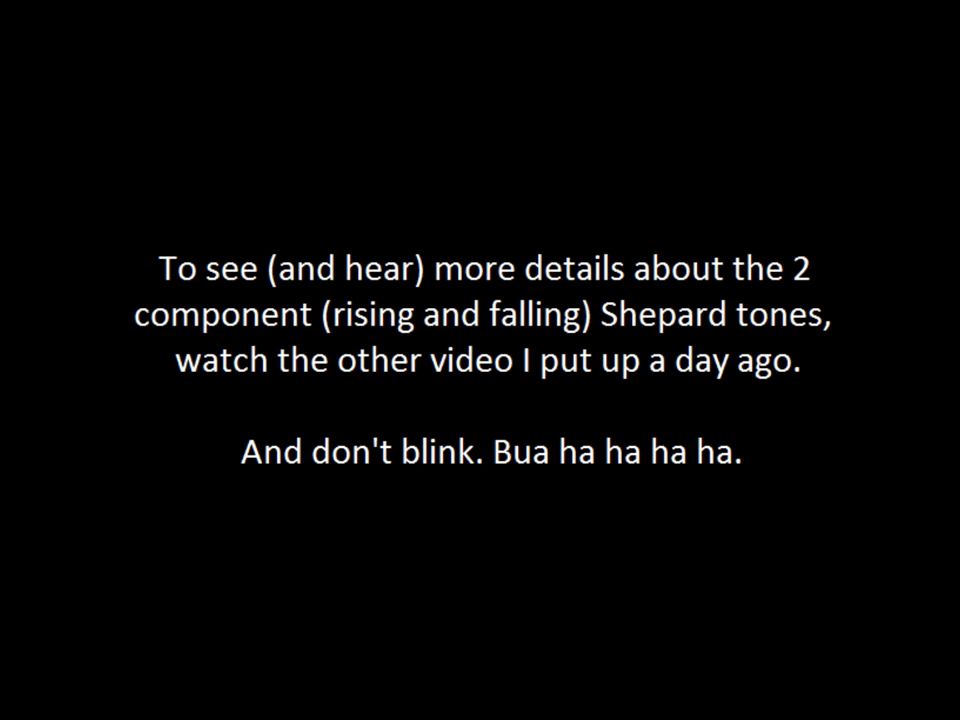 To see (and hear) more details about the 2
component (rising and falling) Shepard tones,
watch the other video I put up a day ago.
And don't blink. Bua ha ha ha ha.